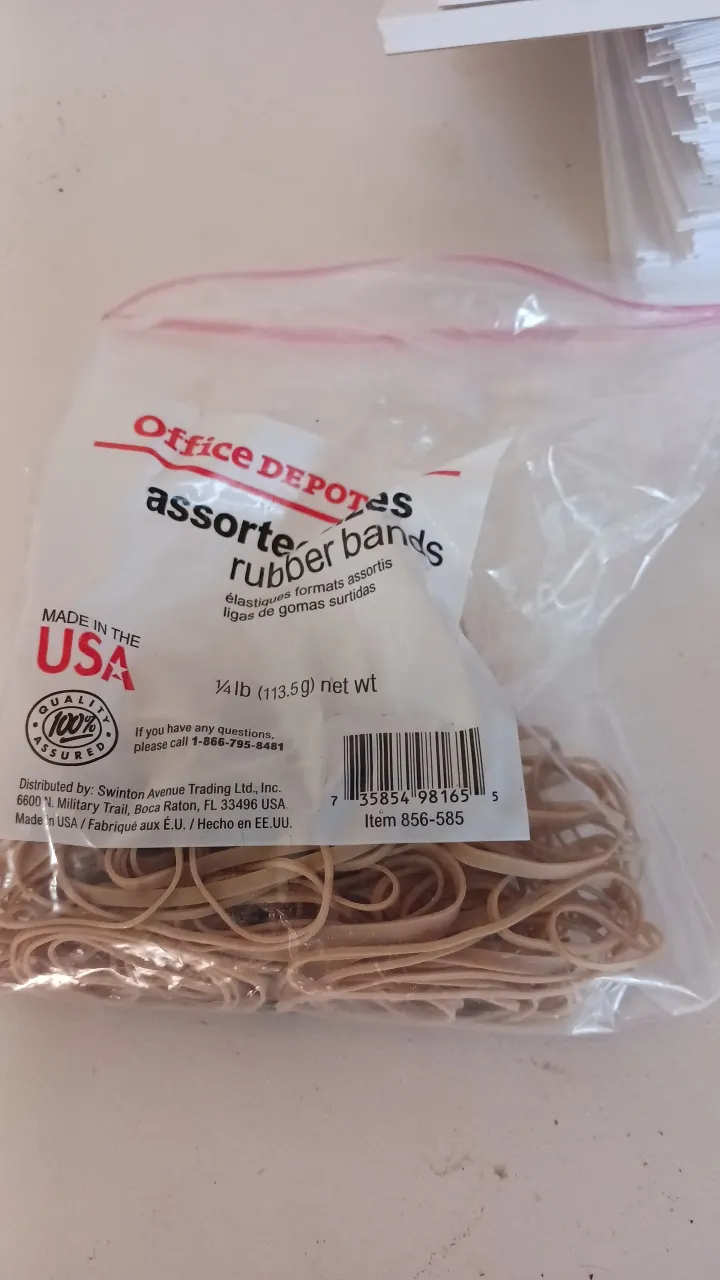 Office DEPOT
assorte zes
rubber bands
élastiques formats assortis
ligas de gomas surtidas
MADE IN THE
USA
¼ lb (113.5g) net wt
QUALITY
100%
ASSURED
If you have any questions,
please call 1-866-795-8481
Distributed by: Swinton Avenue Trading Ltd., Inc.
6600 N. Military Trail, Boca Raton, FL 33496 USA
Made in USA / Fabriqué aux É.U. / Hecho en EE.UU.
7 35854 98165 5
Item 856-585